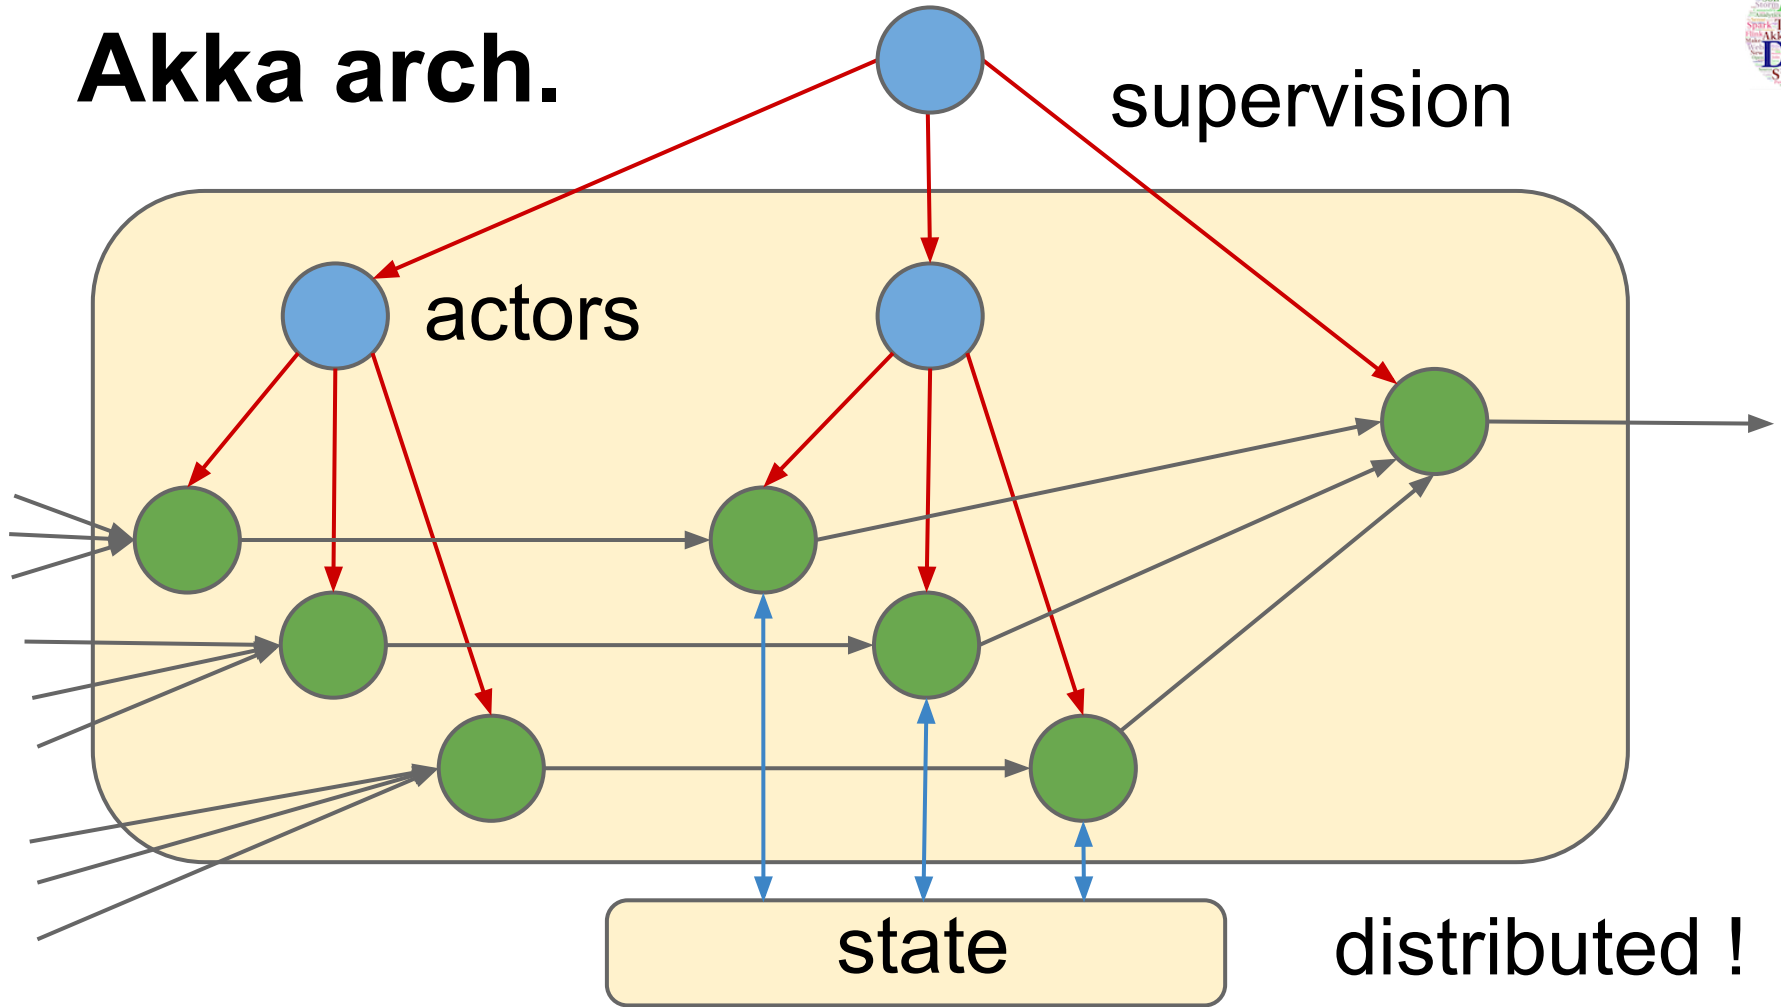 Akka arch.
supervision
actors
state
distributed !